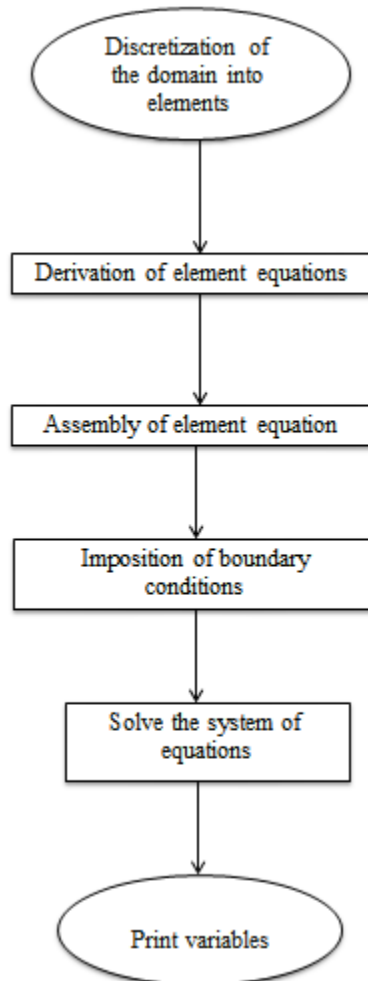 Discretization of
the domain into
elements
Derivation of element equations
Assembly of element equation
Imposition of boundary
conditions
Solve the system of
equations
Print variables